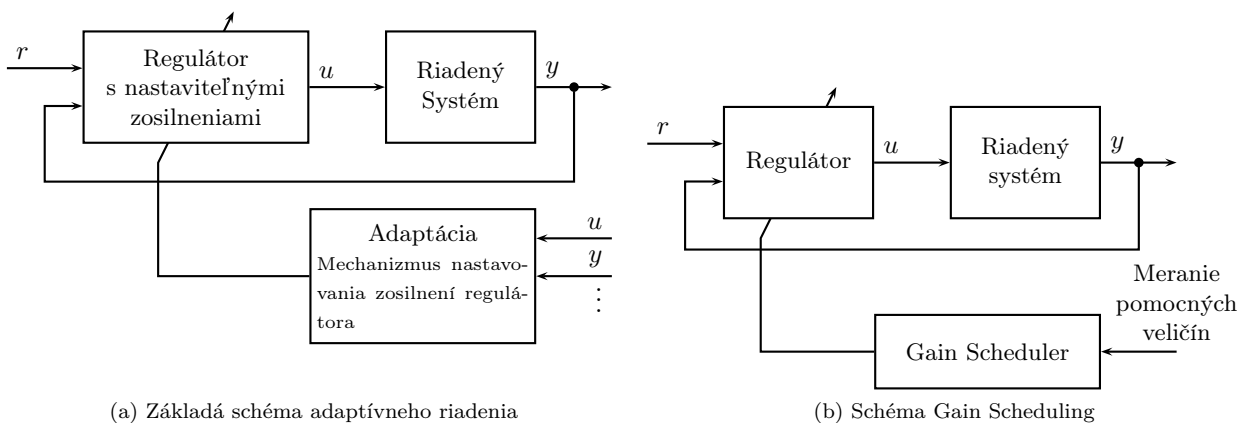 r
Regulátor
s nastaviteľnými
zosilneniami
u
Riadený
Systém
y
Adaptácia
Mechanizmus nastavo-
vania zosilnení regulá-
tora
u
y
⋮
(a) Základá schéma adaptívneho riadenia
r
Regulátor
u
Riadený
systém
y
Gain Scheduler
Meranie
pomocných
veličín
(b) Schéma Gain Scheduling